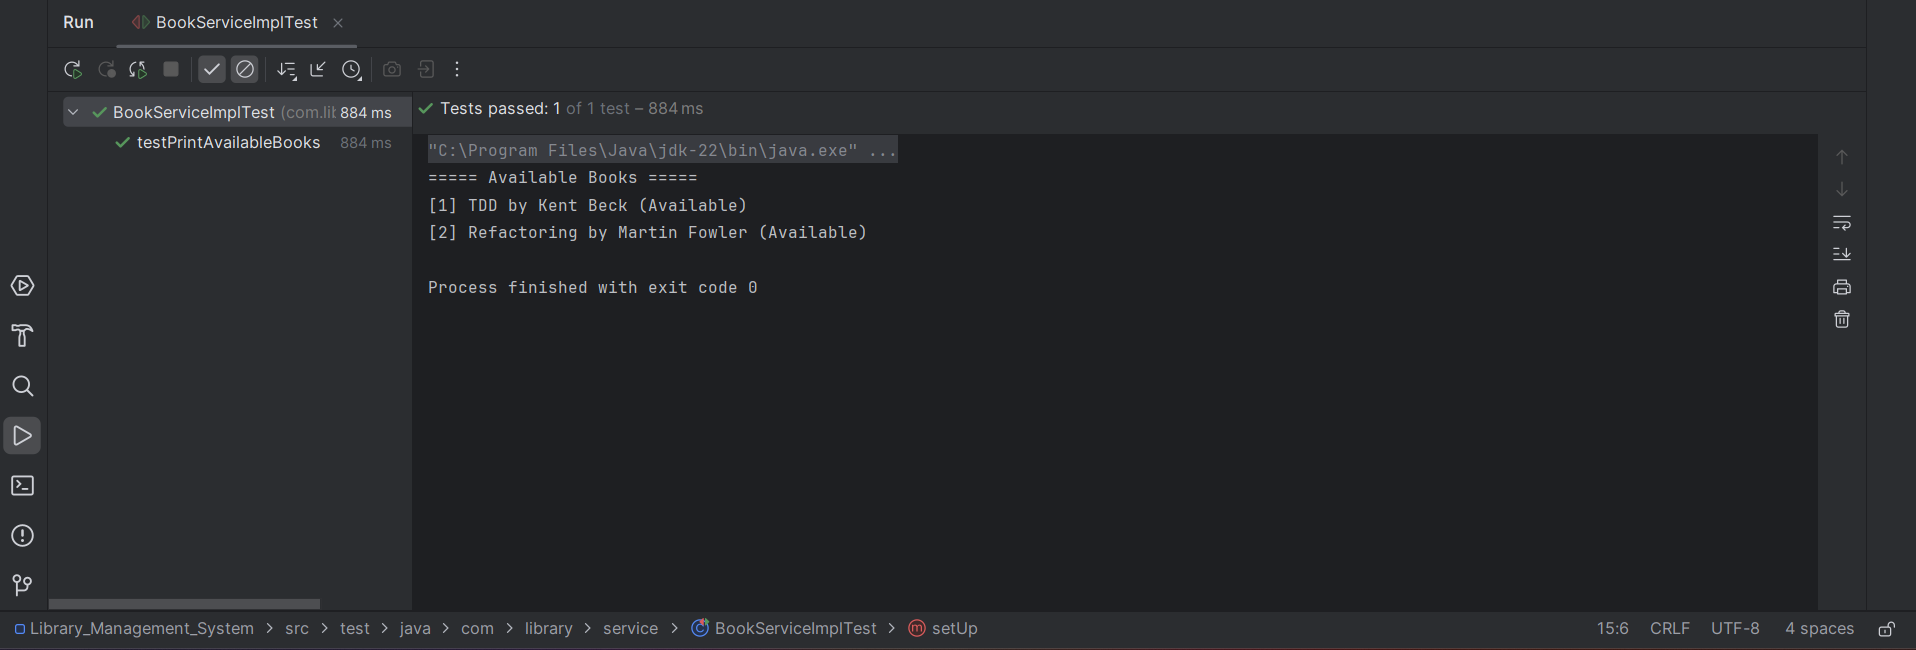 Run BookServiceImplTest
BookServiceImplTest (com.lit 884 ms
testPrintAvailableBooks 884 ms
Tests passed: 1 of 1 test – 884 ms
"C:\Program Files\Java\jdk-22\bin\java.exe" ...
===== Available Books =====
[1] TDD by Kent Beck (Available)
[2] Refactoring by Martin Fowler (Available)
Process finished with exit code 0
Library_Management_System > src > test > java > com > library > service > BookServiceImplTest > setUp 15:6 CRLF UTF-8 4 spaces